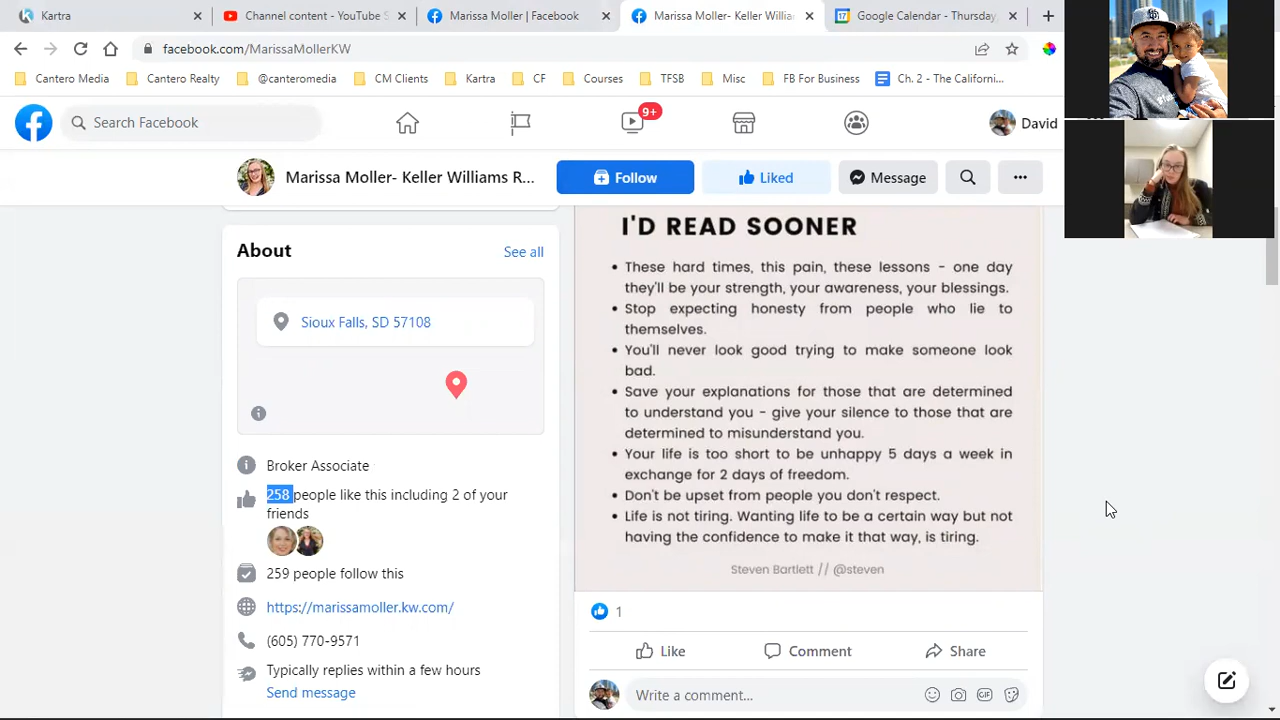 Kartra
Channel content - YouTube S
Marissa Moller | Facebook
Marissa Moller- Keller Willia
Google Calendar - Thursday,
facebook.com/MarissaMollerKW
Cantero Media
Cantero Realty
@canteromedia
CM Clients
Kartra
CF
Courses
TFSB
Misc
FB For Business
Ch. 2 - The Californi...
Search Facebook
9+
David
Marissa Moller- Keller Williams R...
Follow
Liked
Message
About
See all
Sioux Falls, SD 57108
Broker Associate
258 people like this including 2 of your
friends
259 people follow this
https://marissamoller.kw.com/
(605) 770-9571
Typically replies within a few hours
Send message
I'D READ SOONER
• These hard times, this pain, these lessons - one day
they'll be your strength, your awareness, your blessings.
• Stop expecting honesty from people who lie to
themselves.
• You'll never look good trying to make someone look
bad.
• Save your explanations for those that are determined
to understand you - give your silence to those that are
determined to misunderstand you.
• Your life is too short to be unhappy 5 days a week in
exchange for 2 days of freedom.
• Don't be upset from people you don't respect.
• Life is not tiring. Wanting life to be a certain way but not
having the confidence to make it that way, is tiring.
Steven Bartlett // @steven
1
Like
Comment
Share
Write a comment...
GIF